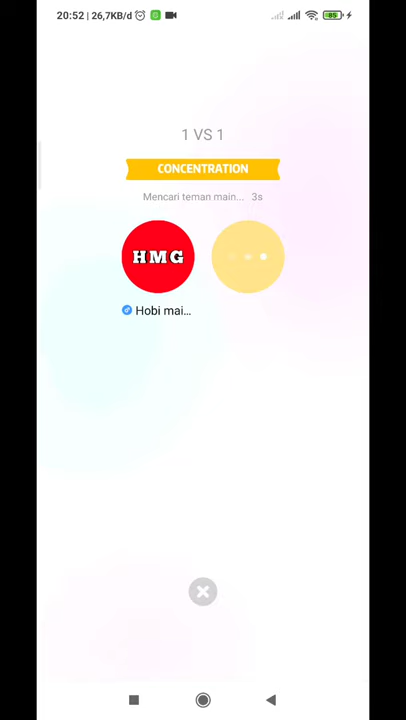 20:52 | 26,7KB/d 85
1 VS 1
CONCENTRATION
Mencari teman main... 3s
HMG
Hobi mai...